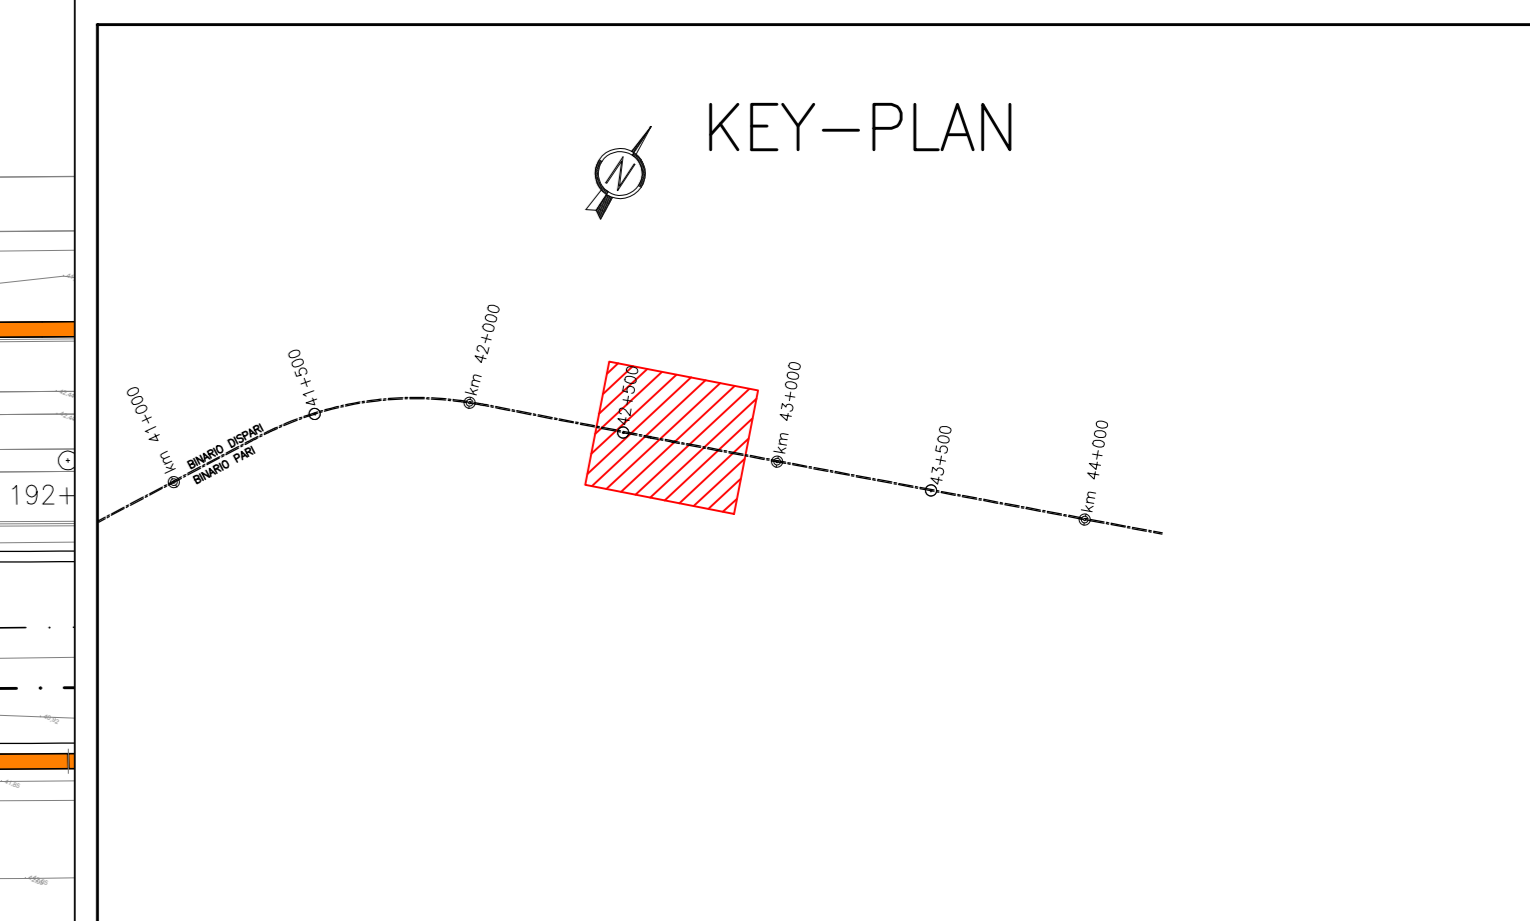 KEY-PLAN
N
km 41+000
41+500
km 42+000
42+500
km 43+000
43+500
km 44+000
BINARIO DISPARI
BINARIO PARI
192+